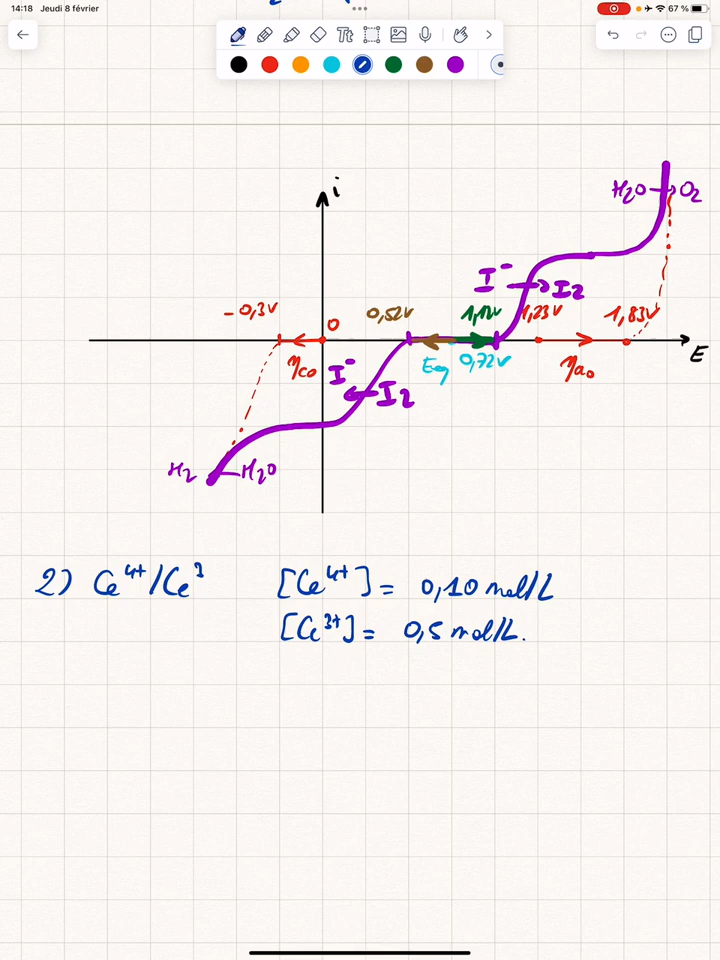 14:18 Jeudi 8 février
67 %
i
H2O O2
I⁻ I2
-0,3V 0 0,52V 1,12V 1,23V 1,83V
ηco Eeq 0,72V ηao E
I⁻ I2
H2 H2O
2) Ce⁴⁺/Ce³ [Ce⁴⁺] = 0,10 mol/L
[Ce³⁺] = 0,5 mol/L.